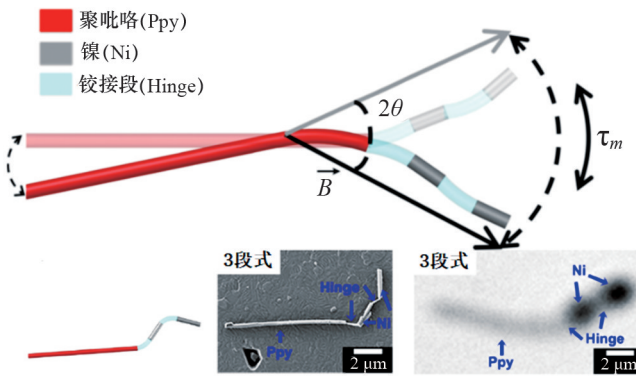 聚吡咯(Ppy)
镍(Ni)
铰接段(Hinge)
2θ
B
τm
3段式
Hinge
Ni
Ppy
2 μm
3段式
Ni
Hinge
Ppy
2 μm